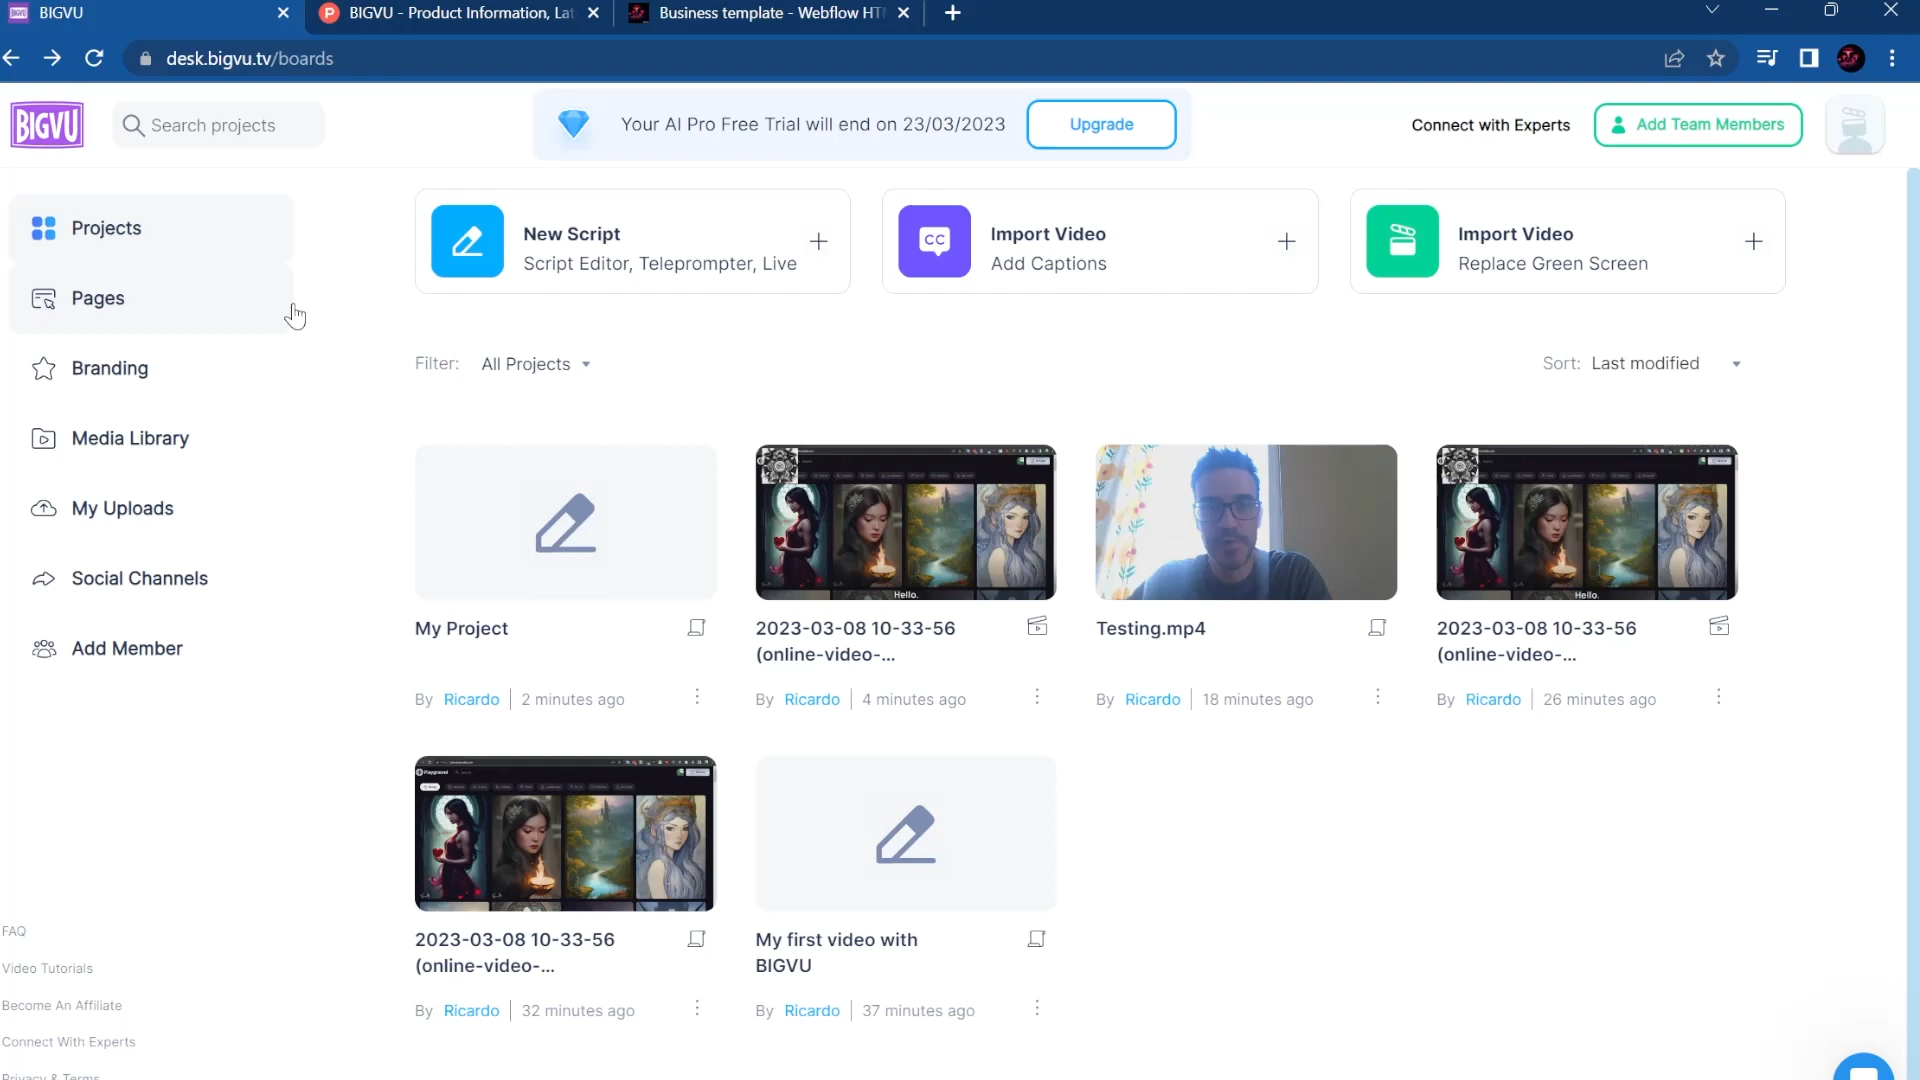 BIGVU
BIGVU - Product Information, Lat
Business template - Webflow HT
desk.bigvu.tv/boards
BIGVU
Search projects
Your AI Pro Free Trial will end on 23/03/2023
Upgrade
Connect with Experts
Add Team Members
Projects
Pages
Branding
Media Library
My Uploads
Social Channels
Add Member
FAQ
Video Tutorials
Become An Affiliate
Connect With Experts
Privacy & Terms
New Script
Script Editor, Teleprompter, Live
CC
Import Video
Add Captions
Import Video
Replace Green Screen
Filter: All Projects
Sort: Last modified
My Project
By Ricardo | 2 minutes ago
Hello.
2023-03-08 10-33-56
(online-video-...
By Ricardo | 4 minutes ago
Testing.mp4
By Ricardo | 18 minutes ago
Hello.
2023-03-08 10-33-56
(online-video-...
By Ricardo | 26 minutes ago
Playground
2023-03-08 10-33-56
(online-video-...
By Ricardo | 32 minutes ago
My first video with
BIGVU
By Ricardo | 37 minutes ago